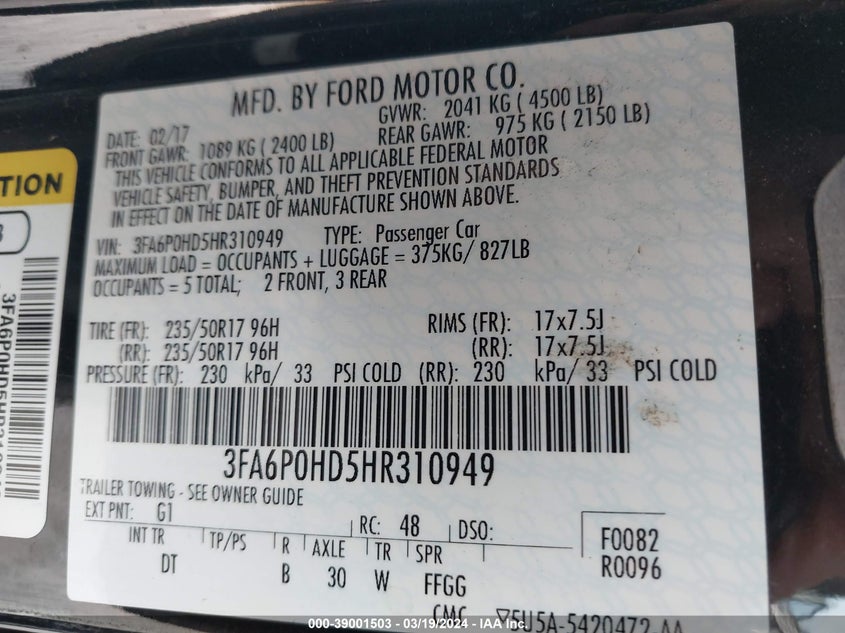 MFD. BY FORD MOTOR CO.
DATE: 02/17 GVWR: 2041 KG ( 4500 LB)
FRONT GAWR: 1089 KG ( 2400 LB) REAR GAWR: 975 KG ( 2150 LB)
THIS VEHICLE CONFORMS TO ALL APPLICABLE FEDERAL MOTOR
VEHICLE SAFETY, BUMPER, AND THEFT PREVENTION STANDARDS
IN EFFECT ON THE DATE OF MANUFACTURE SHOWN ABOVE.
VIN: 3FA6P0HD5HR310949 TYPE: Passenger Car
MAXIMUM LOAD = OCCUPANTS + LUGGAGE = 375KG/ 827LB
OCCUPANTS = 5 TOTAL; 2 FRONT, 3 REAR
TIRE (FR): 235/50R17 96H RIMS (FR): 17x7.5J
(RR): 235/50R17 96H (RR): 17x7.5J
PRESSURE (FR): 230 kPa/ 33 PSI COLD (RR): 230 kPa/ 33 PSI COLD
3FA6P0HD5HR310949
TRAILER TOWING - SEE OWNER GUIDE
EXT PNT: G1 RC: 48 DSO:
F0082
R0096
INT TR TP/PS R AXLE TR SPR
DT B 30 W FFGG
TION
000-39001503 - 03/19/2024 - IAA Inc.